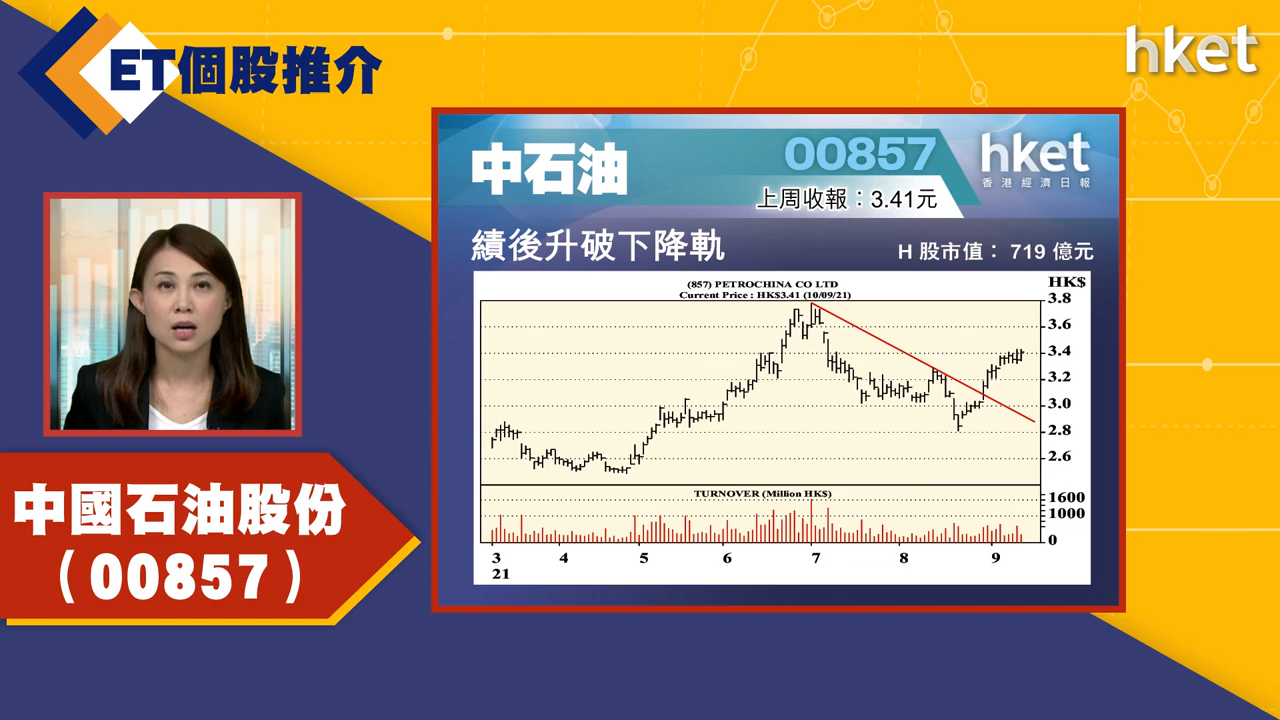 ET個股推介
hket
中石油
00857
hket
香港經濟日報
上周收報：3.41元
績後升破下降軌
H 股市值： 719 億元
(857) PETROCHINA CO LTD
Current Price : HK$3.41 (10/09/21)
HK$
3.8
3.6
3.4
3.2
3.0
2.8
2.6
TURNOVER (Million HK$)
1600
1000
0
3 4 5 6 7 8 9
21
中國石油股份
（00857）